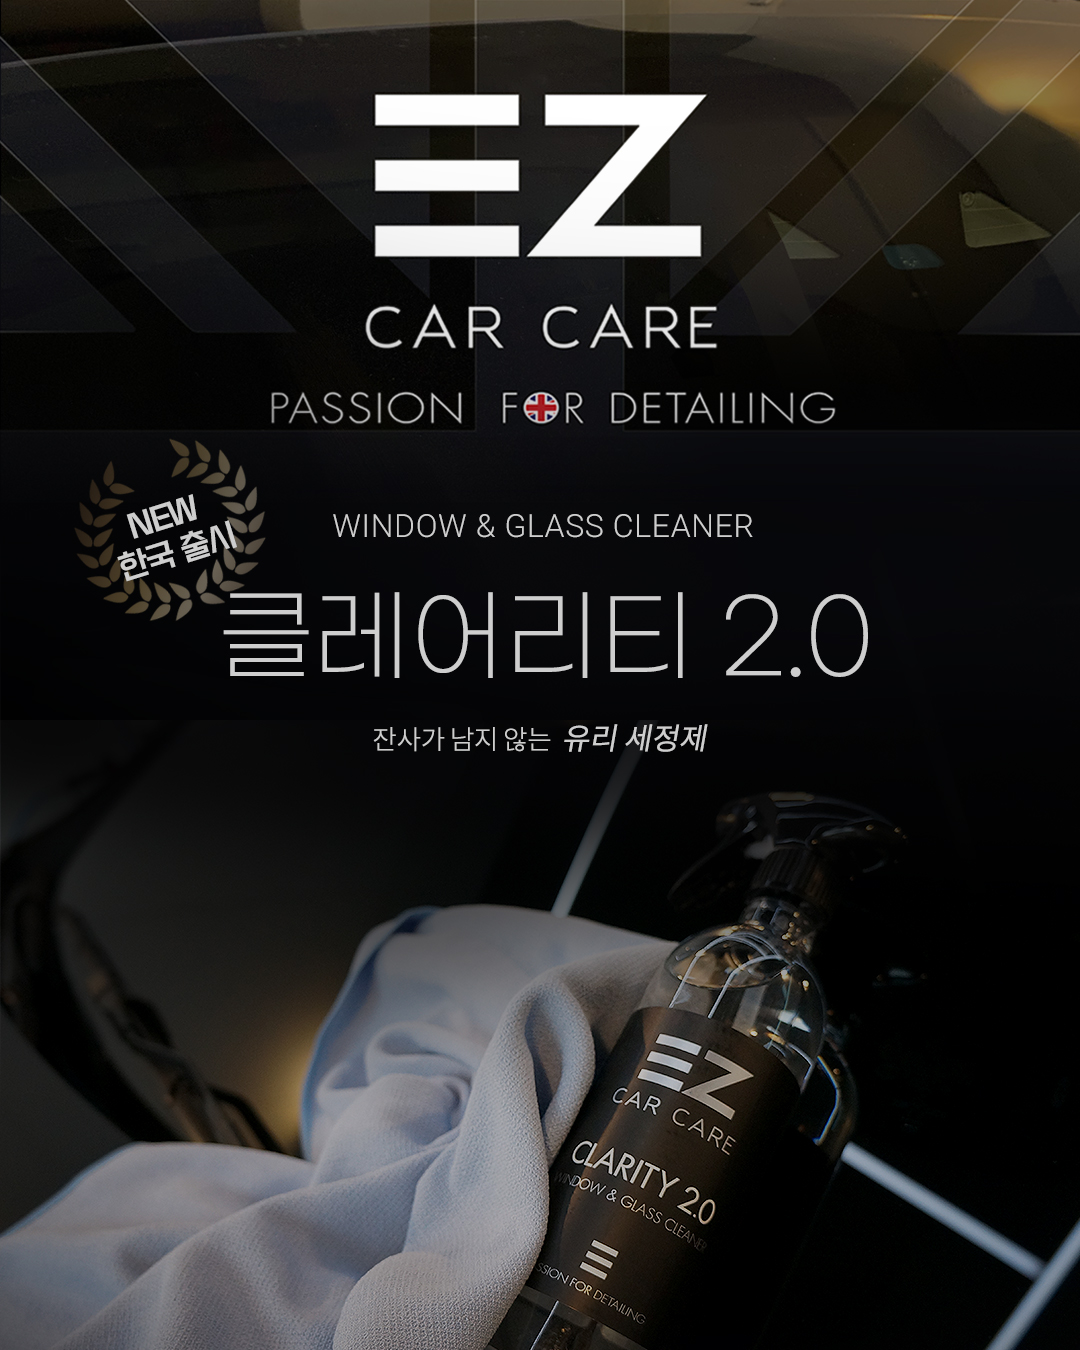 EZ
CAR CARE
PASSION FOR DETAILING
NEW
한국 출시
WINDOW & GLASS CLEANER
클레어리티 2.0
잔사가 남지 않는 유리 세정제
EZ
CAR CARE
CLARITY 2.0
WINDOW & GLASS CLEANER
SSION FOR DETAILING